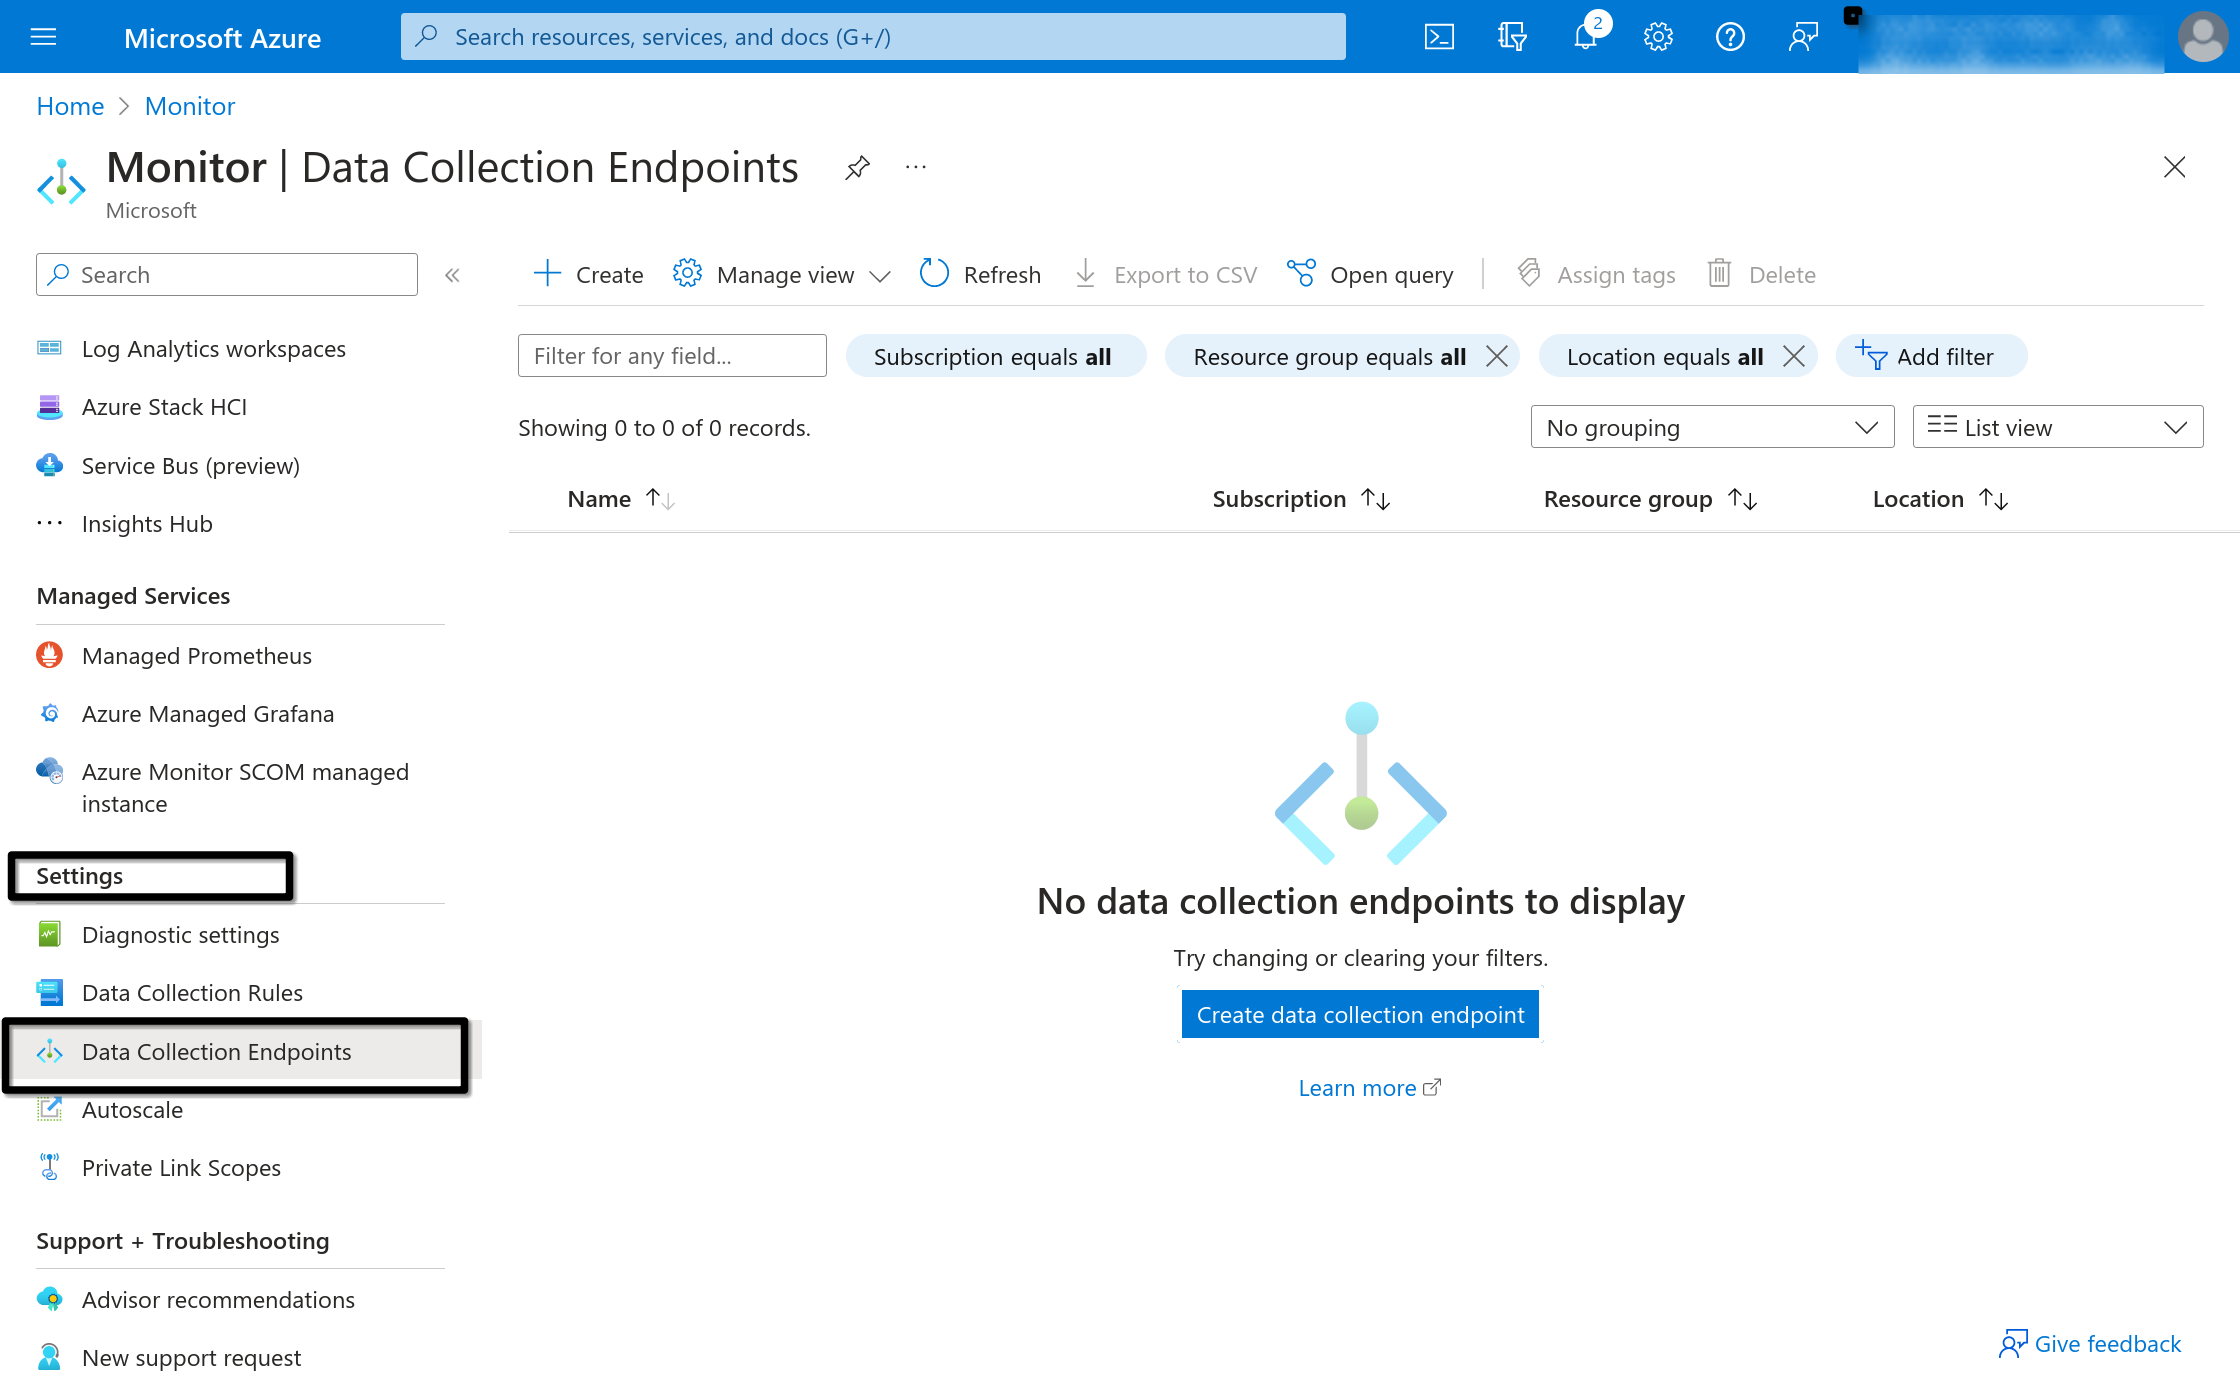 Microsoft Azure
Search resources, services, and docs (G+/)
2
Home > Monitor
Monitor | Data Collection Endpoints
Microsoft
Search
Create
Manage view
Refresh
Export to CSV
Open query
Assign tags
Delete
Filter for any field...
Subscription equals all
Resource group equals all
Location equals all
Add filter
Showing 0 to 0 of 0 records.
No grouping
List view
Name
Subscription
Resource group
Location
Log Analytics workspaces
Azure Stack HCI
Service Bus (preview)
Insights Hub
Managed Services
Managed Prometheus
Azure Managed Grafana
Azure Monitor SCOM managed
instance
Settings
Diagnostic settings
Data Collection Rules
Data Collection Endpoints
Autoscale
Private Link Scopes
Support + Troubleshooting
Advisor recommendations
New support request
No data collection endpoints to display
Try changing or clearing your filters.
Create data collection endpoint
Learn more
Give feedback